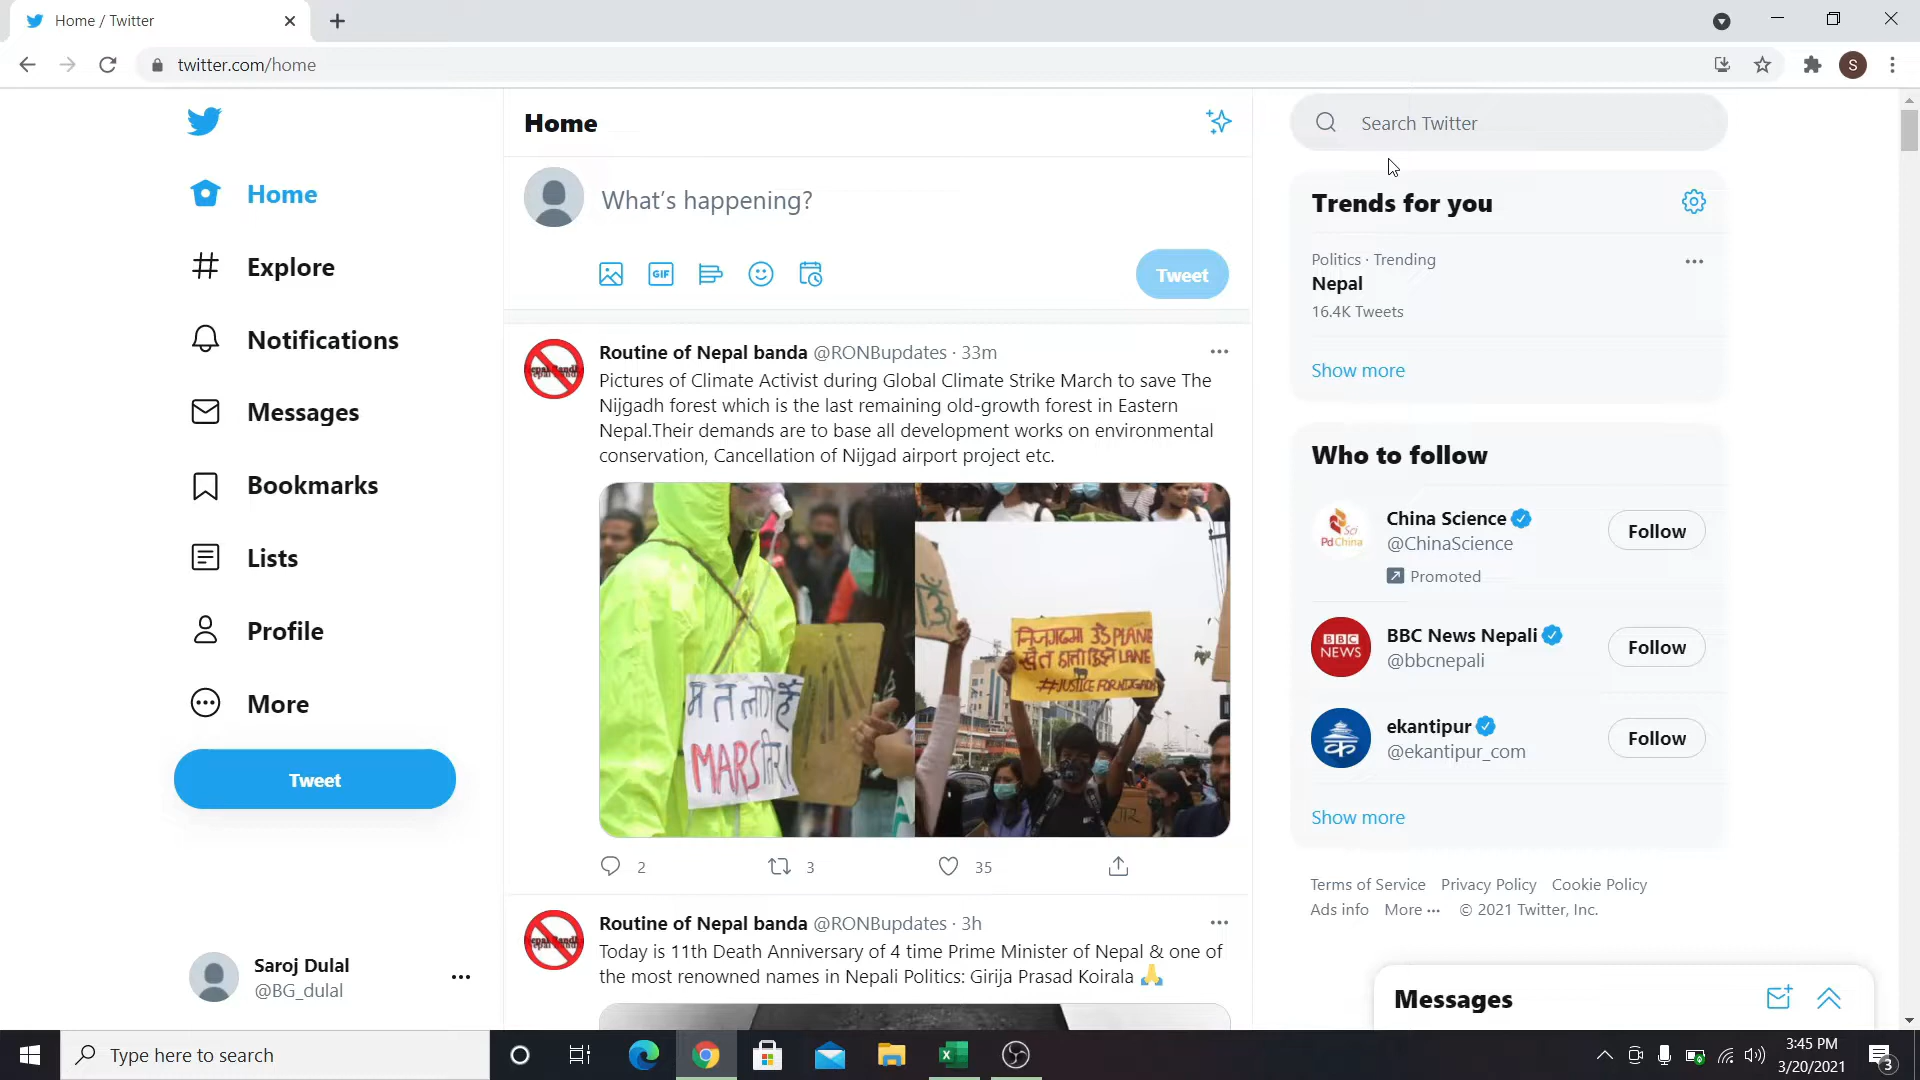 Home / Twitter
twitter.com/home
S
Home
Explore
Notifications
Messages
Bookmarks
Lists
Profile
More
Tweet
Saroj Dulal
@BG_dulal
Home
What's happening?
GIF
Tweet
Routine of Nepal banda @RONBupdates · 33m
Pictures of Climate Activist during Global Climate Strike March to save The
Nijgadh forest which is the last remaining old-growth forest in Eastern
Nepal.Their demands are to base all development works on environmental
conservation, Cancellation of Nijgad airport project etc.
MARS
PLANE
LANE
2
3
35
Routine of Nepal banda @RONBupdates · 3h
Today is 11th Death Anniversary of 4 time Prime Minister of Nepal & one of
the most renowned names in Nepali Politics: Girija Prasad Koirala 🙏
Search Twitter
Trends for you
Politics · Trending
Nepal
16.4K Tweets
Show more
Who to follow
China Science
@ChinaScience
Follow
Promoted
BBC
NEWS
BBC News Nepali
@bbcnepali
Follow
क
ekantipur
@ekantipur_com
Follow
Show more
Terms of Service Privacy Policy Cookie Policy
Ads info More ··· © 2021 Twitter, Inc.
Messages
Type here to search
3:45 PM
3/20/2021
3